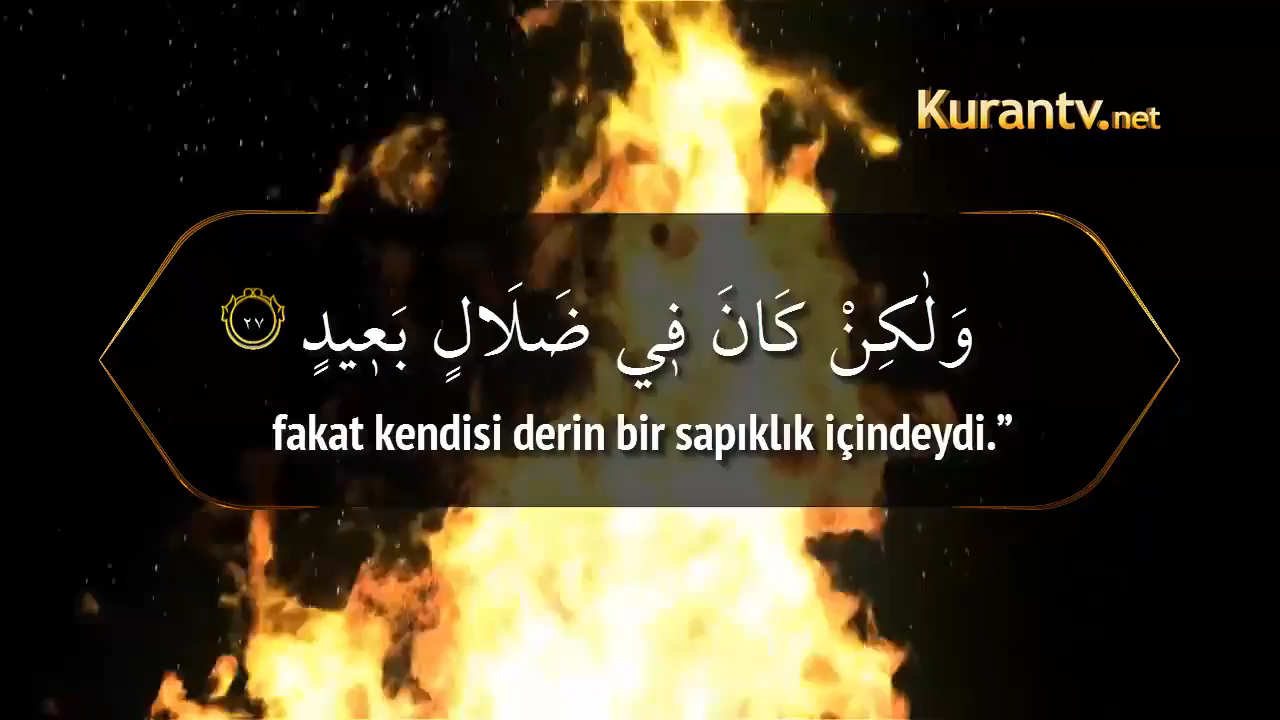 Kurantv.net
وَلٰكِنْ كَانَ فٖي ضَلَالٍ بَعٖيدٍ ٢٧
fakat kendisi derin bir sapıklık içindeydi.”